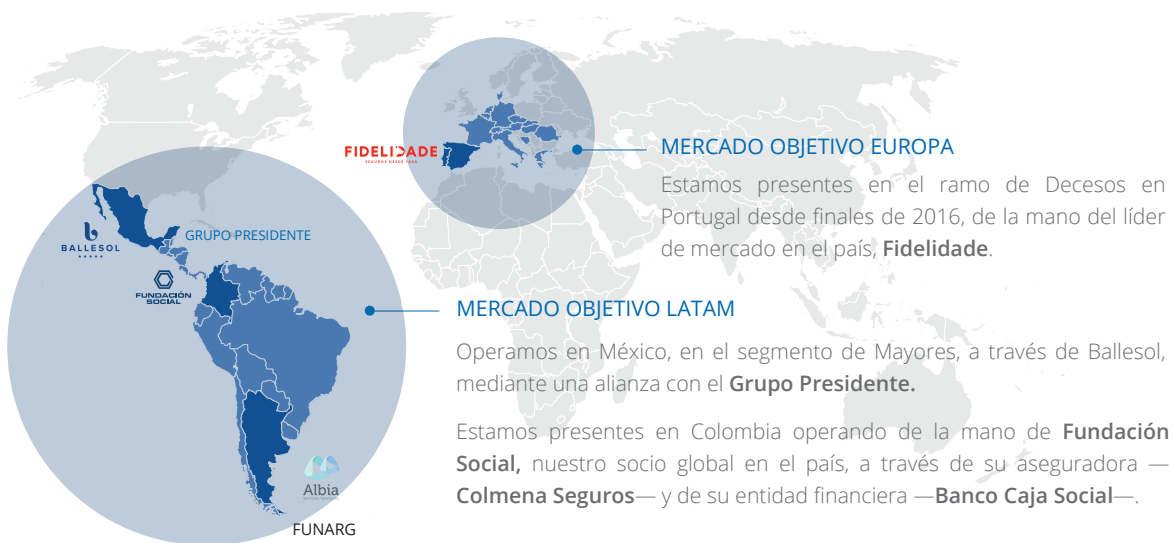 FIDELIDADE
SEGUROS DESDE 1808
MERCADO OBJETIVO EUROPA
Estamos presentes en el ramo de Decesos en
Portugal desde finales de 2016, de la mano del líder
de mercado en el país, Fidelidade.
BALLESOL
GRUPO PRESIDENTE
FUNDACIÓN
SOCIAL
MERCADO OBJETIVO LATAM
Operamos en México, en el segmento de Mayores, a través de Ballesol,
mediante una alianza con el Grupo Presidente.
Estamos presentes en Colombia operando de la mano de Fundación
Social, nuestro socio global en el país, a través de su aseguradora —
Colmena Seguros— y de su entidad financiera —Banco Caja Social—.
Albia
FUNARG